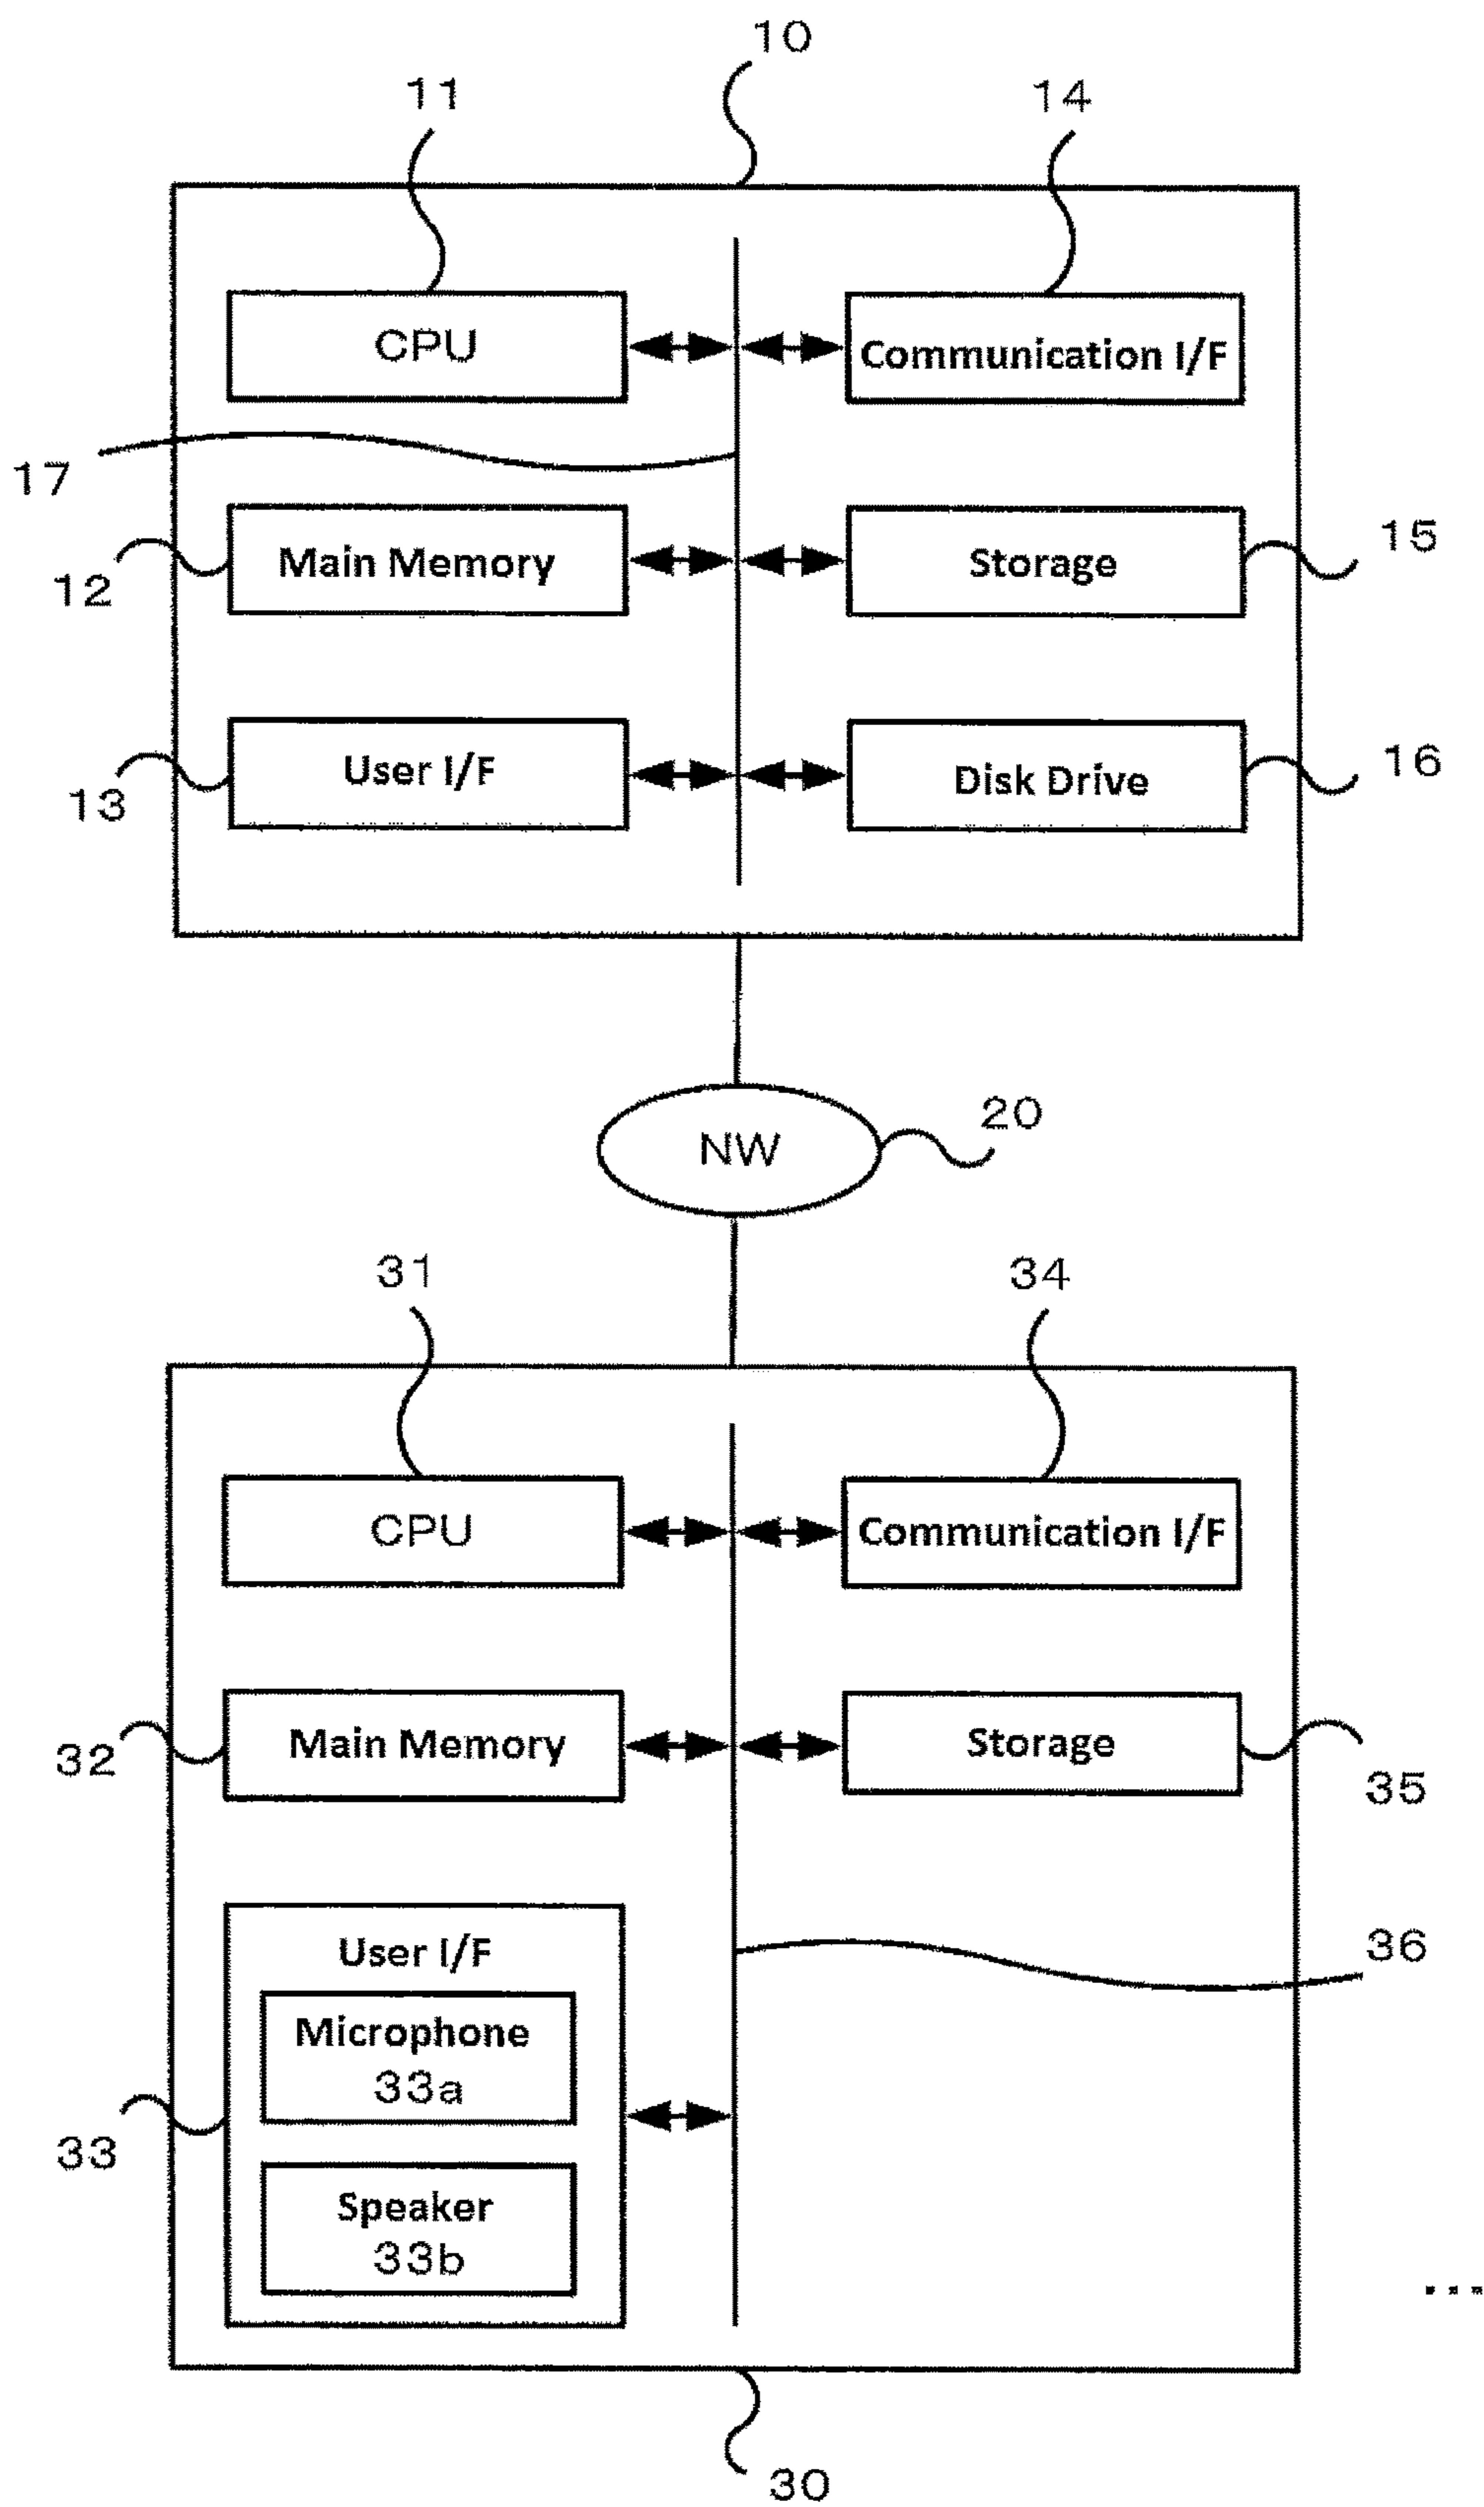 10
11
14
CPU
Communication I/F
17
Main Memory
Storage
15
12
User I/F
Disk Drive
16
13
NW
20
31
34
CPU
Communication I/F
Main Memory
Storage
32
35
User I/F
36
Microphone
33a
33
Speaker
33b
...
30